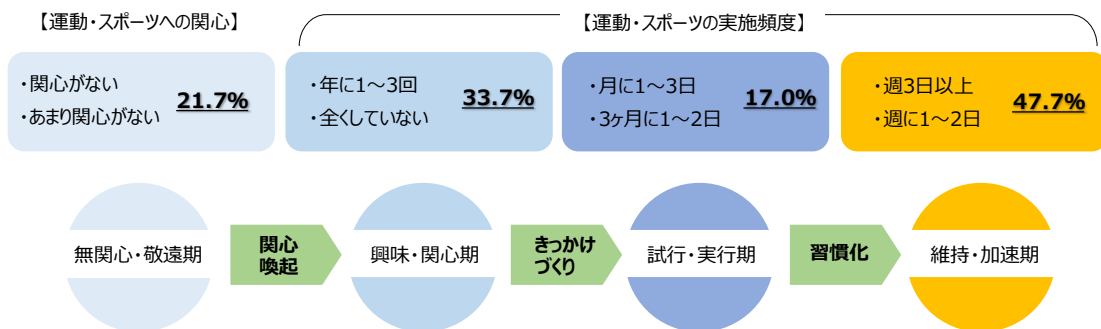 【運動・スポーツへの関心】
【運動・スポーツの実施頻度】
・関心がない
・あまり関心がない
21.7%
・年に1～3回
・全くしていない
33.7%
・月に1～3日
・3ヶ月に1～2日
17.0%
・週3日以上
・週に1～2日
47.7%
無関心・敬遠期
関心
喚起
興味・関心期
きっかけ
づくり
試行・実行期
習慣化
維持・加速期